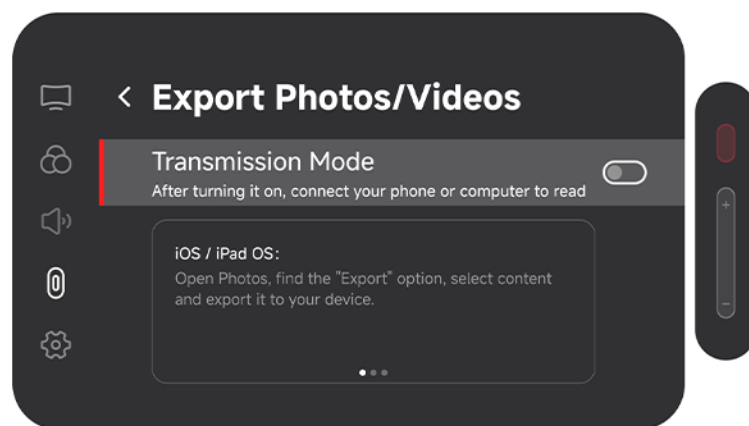 Export Photos/Videos
Transmission Mode
After turning it on, connect your phone or computer to read
iOS / iPad OS:
Open Photos, find the "Export" option, select content
and export it to your device.
+
−